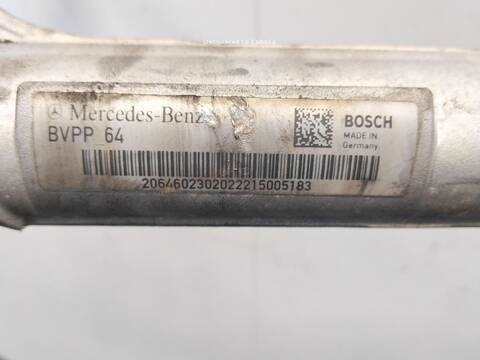 Mercedes-Benz
BVPP 64
BOSCH
MADE IN
Germany
2064602302022215005183